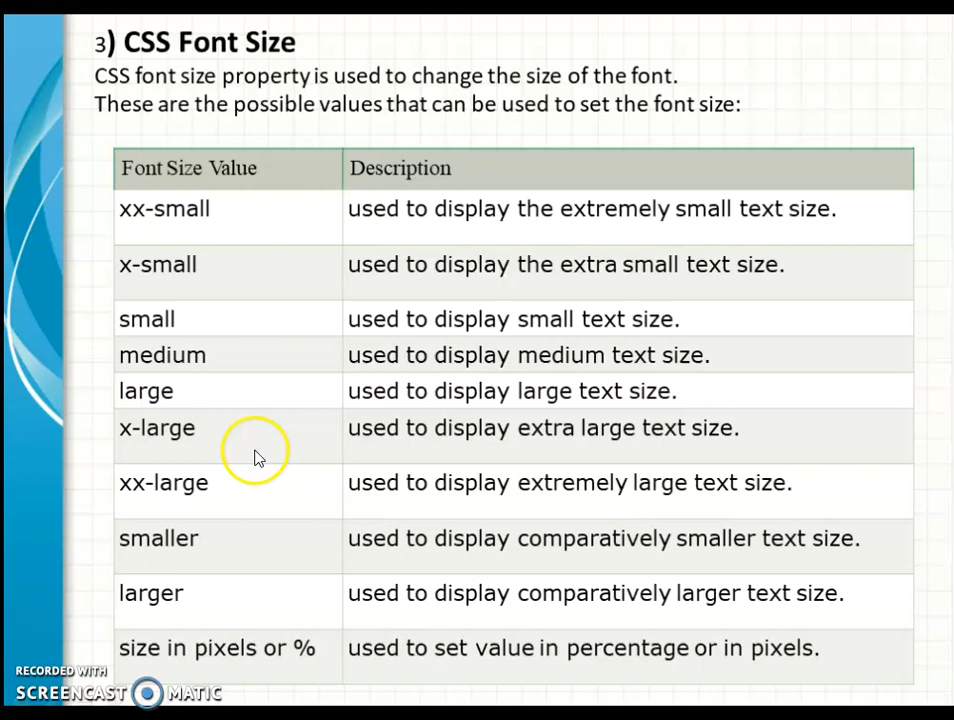 3) CSS Font Size
CSS font size property is used to change the size of the font.
These are the possible values that can be used to set the font size:
Font Size Value Description
xx-small used to display the extremely small text size.
x-small used to display the extra small text size.
small used to display small text size.
medium used to display medium text size.
large used to display large text size.
x-large used to display extra large text size.
xx-large used to display extremely large text size.
smaller used to display comparatively smaller text size.
larger used to display comparatively larger text size.
size in pixels or % used to set value in percentage or in pixels.
RECORDED WITH
SCREENCAST MATIC